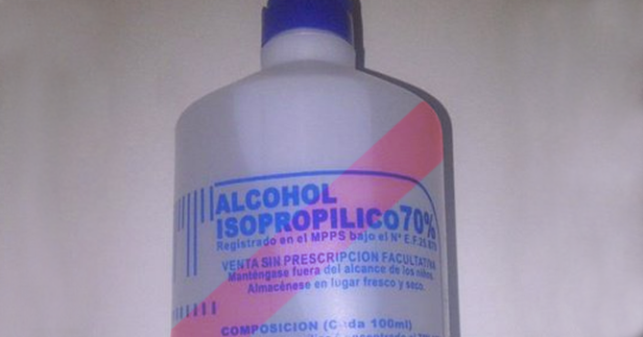 ALCOHOL
ISOPROPILICO 70%
Registrado en el MPPS bajo el Nº E.F.
VENTA SIN PRESCRIPCION FACULTATIVA
Manténgase fuera del alcance de los niños.
Almacénese en lugar fresco y seco.
COMPOSICION (Cada 100ml)